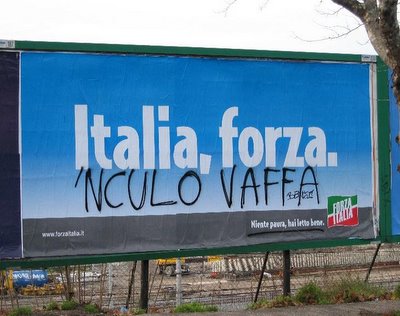 Italia, forza.
'NCULO VAFFA
www.forzaitalia.it
Niente paura, hai letto bene.
FORZA
ITALIA